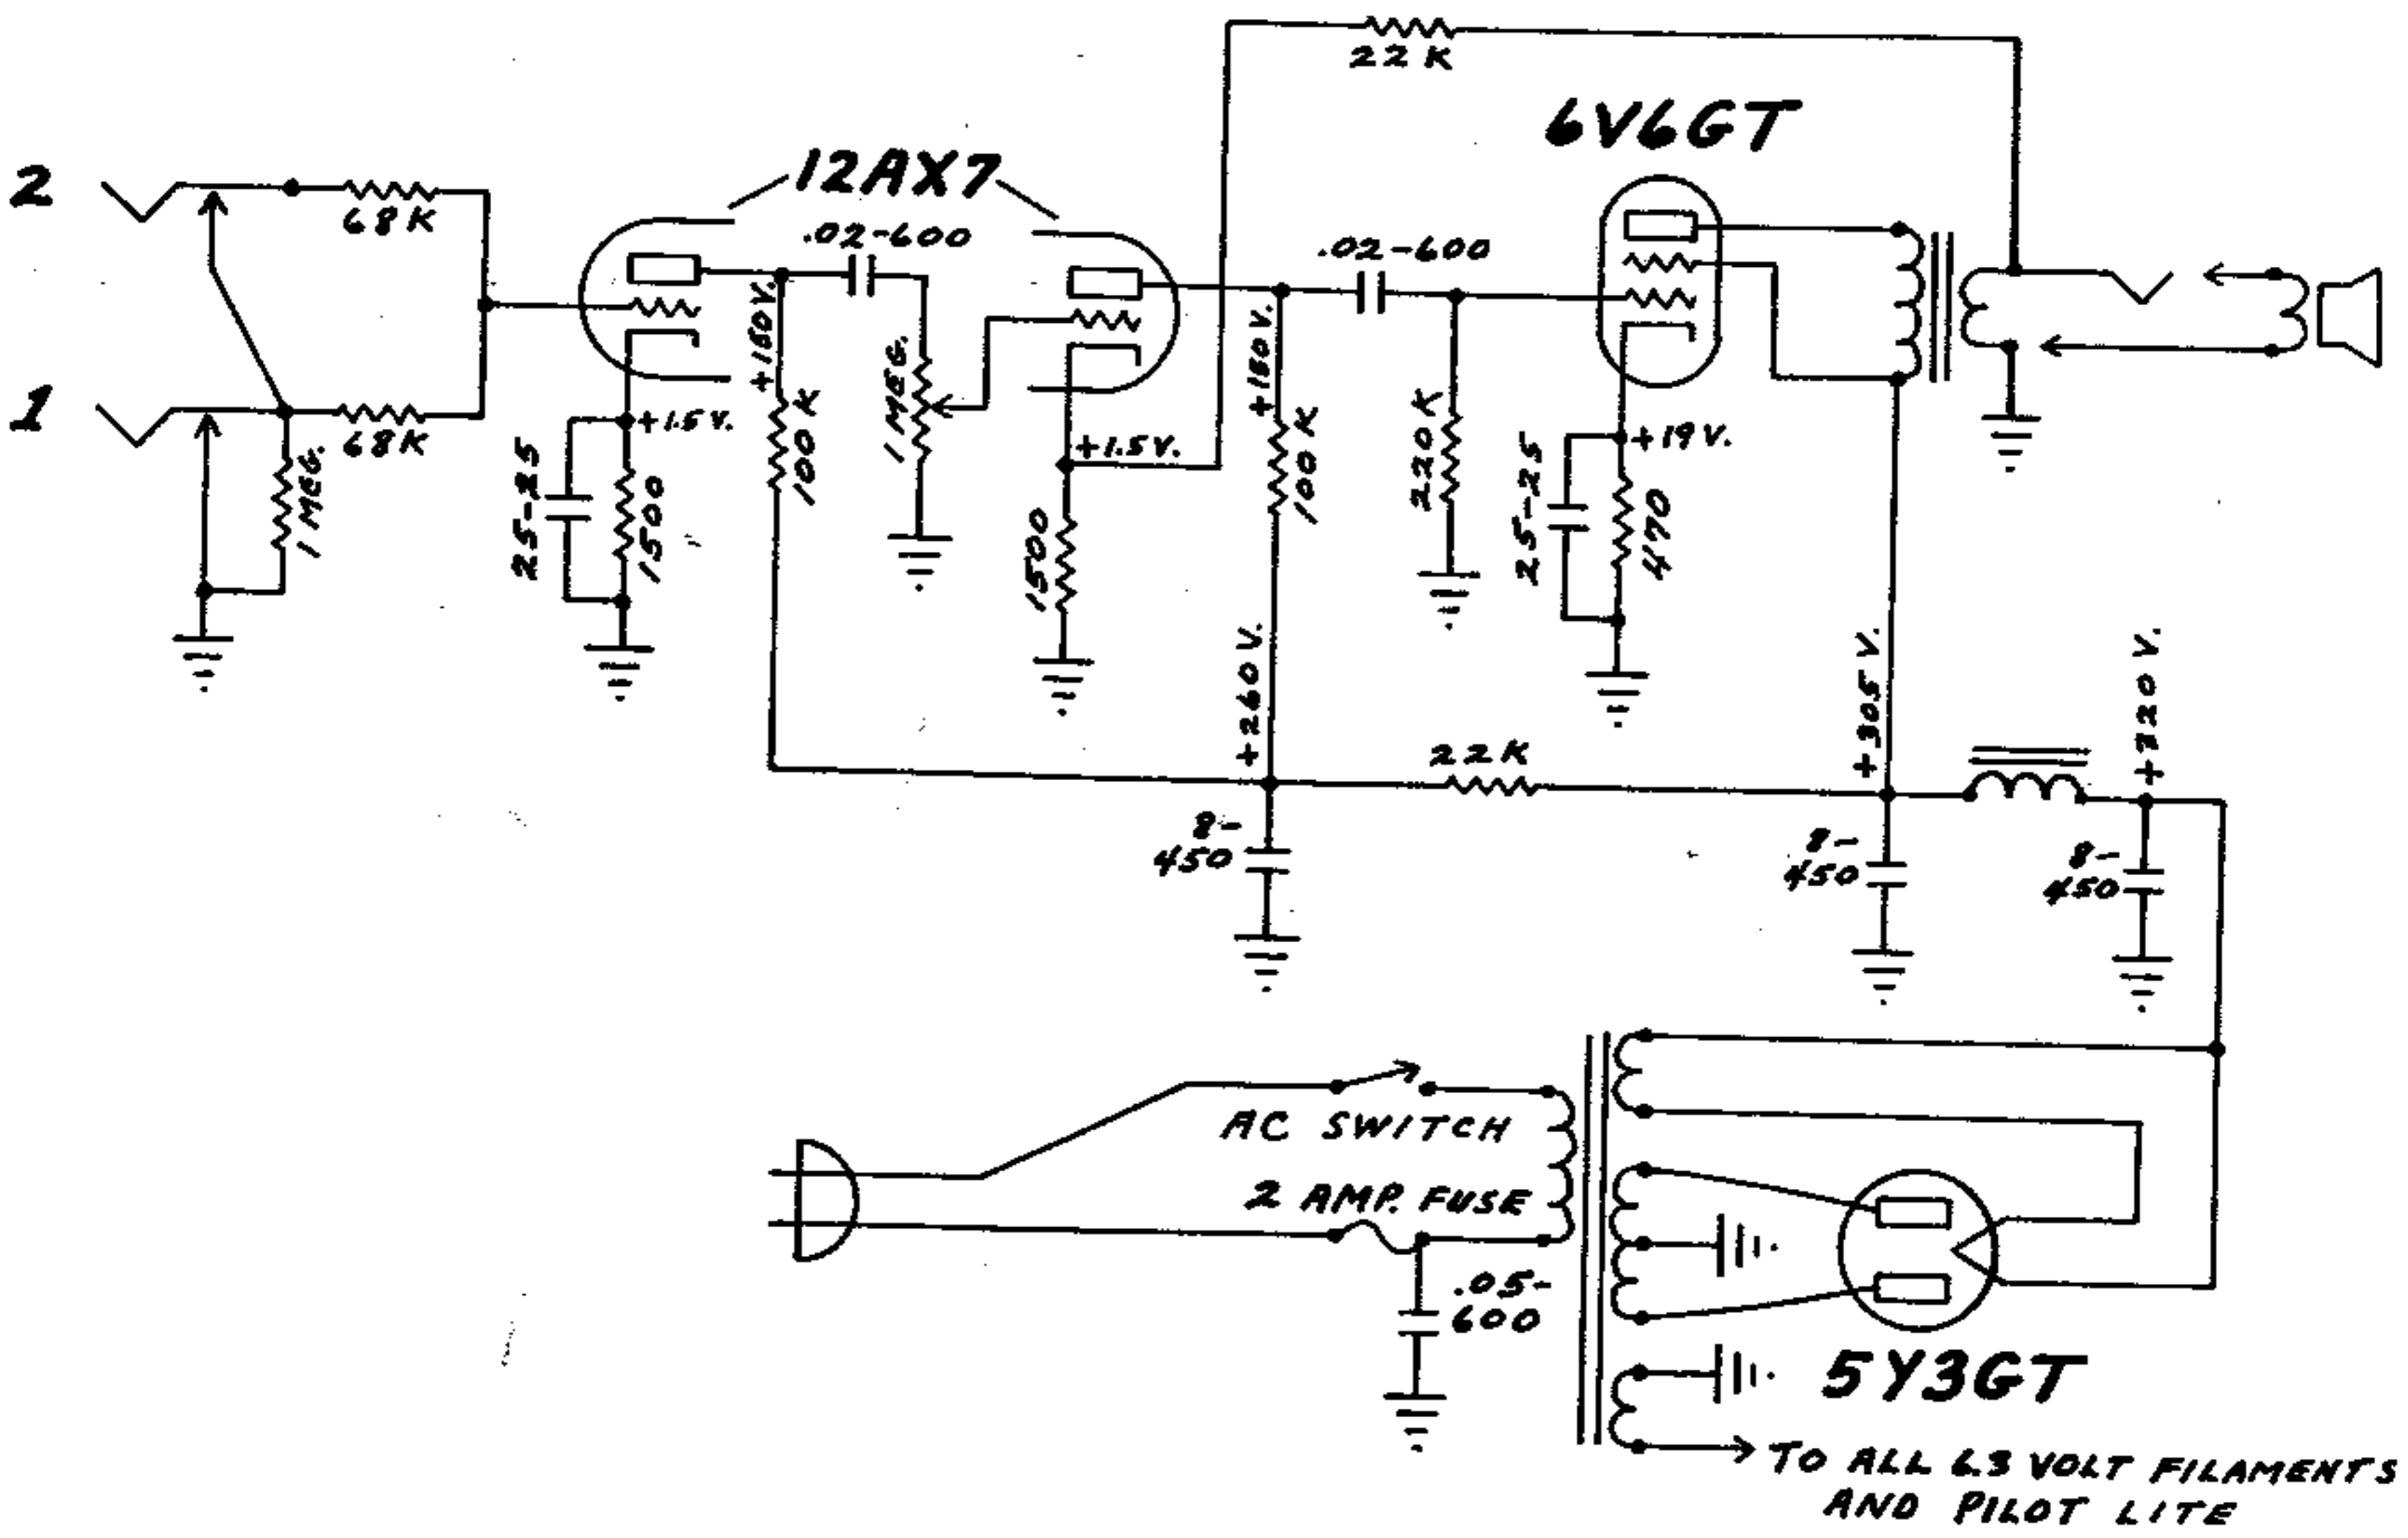 22K
6V6GT
2
12AX7
68K
.02-600
.02-600
+150V.
1 MEG.
+150V.
1
68K
+1.5V.
100K
+1.5V.
100K
220K
+19V.
1 MEG.
25-25
1500
1500
25-25
470
+260V.
+305V.
+320V.
22K
8-
450
8-
450
8-
450
AC SWITCH
2 AMP. FUSE
.05-
600
5Y3GT
TO ALL 6.3 VOLT FILAMENTS
AND PILOT LITE